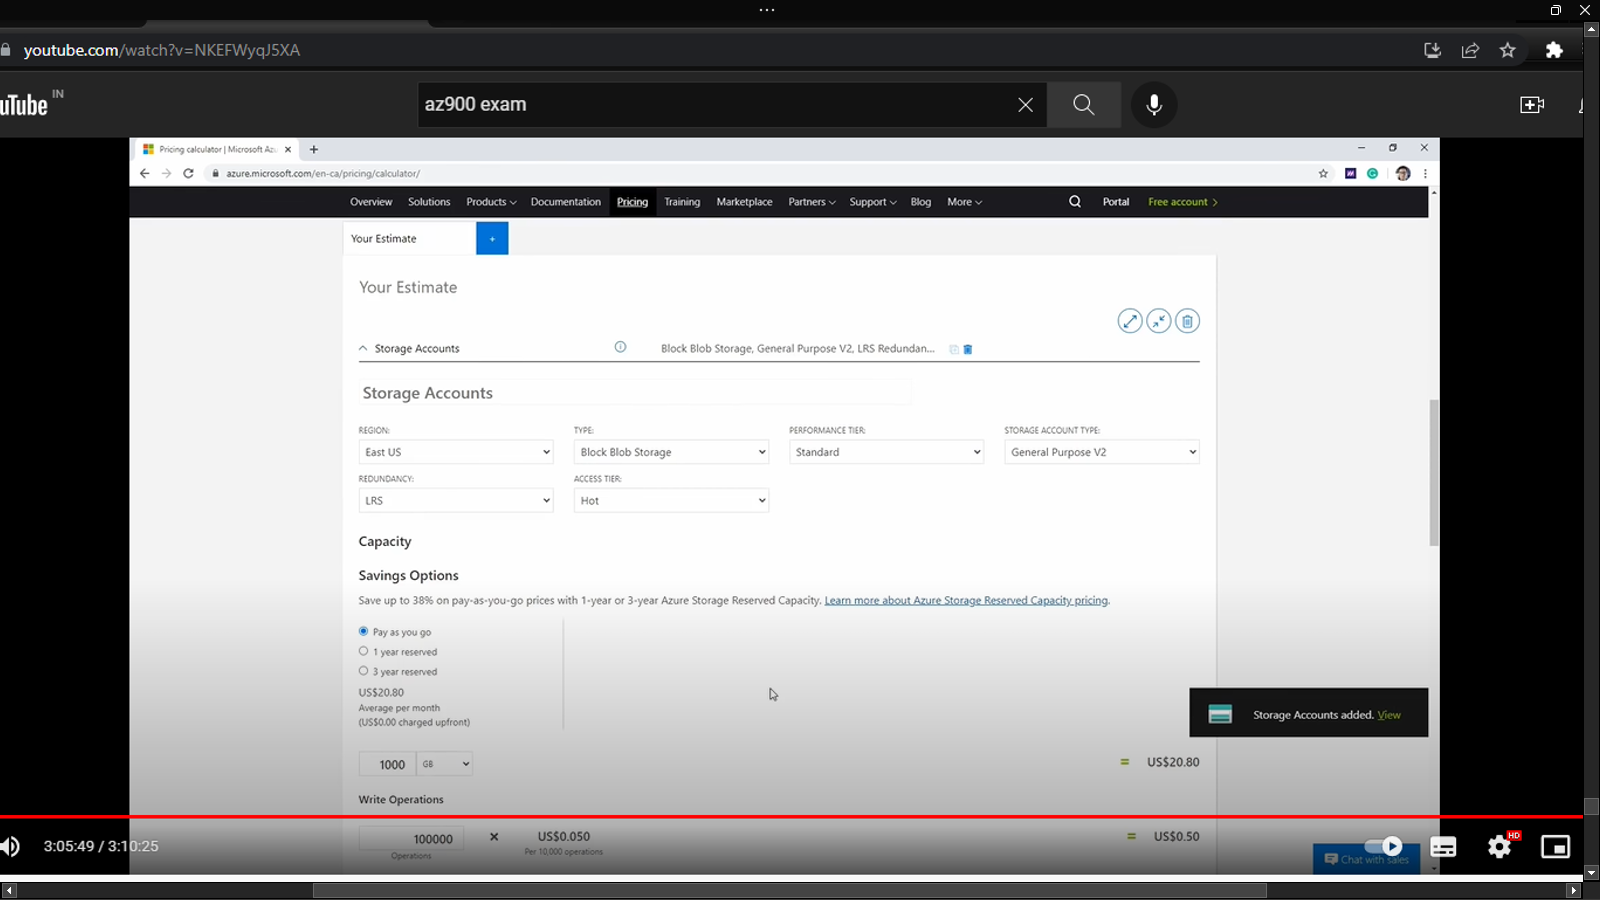 youtube.com/watch?v=NKEFWyqJ5XA
uTube IN
az900 exam
Pricing calculator | Microsoft Az
azure.microsoft.com/en-ca/pricing/calculator/
Overview Solutions Products Documentation Pricing Training Marketplace Partners Support Blog More Portal Free account
Your Estimate +
Your Estimate
Storage Accounts Block Blob Storage, General Purpose V2, LRS Redundan...
Storage Accounts
REGION: TYPE: PERFORMANCE TIER: STORAGE ACCOUNT TYPE:
East US Block Blob Storage Standard General Purpose V2
REDUNDANCY: ACCESS TIER:
LRS Hot
Capacity
Savings Options
Save up to 38% on pay-as-you-go prices with 1-year or 3-year Azure Storage Reserved Capacity. Learn more about Azure Storage Reserved Capacity pricing.
Pay as you go
1 year reserved
3 year reserved
US$20.80
Average per month
(US$0.00 charged upfront)
Storage Accounts added. View
1000 GB = US$20.80
Write Operations
100000 × US$0.050 = US$0.50
Operations Per 10,000 operations
3:05:49 / 3:10:25
HD
Chat with sales